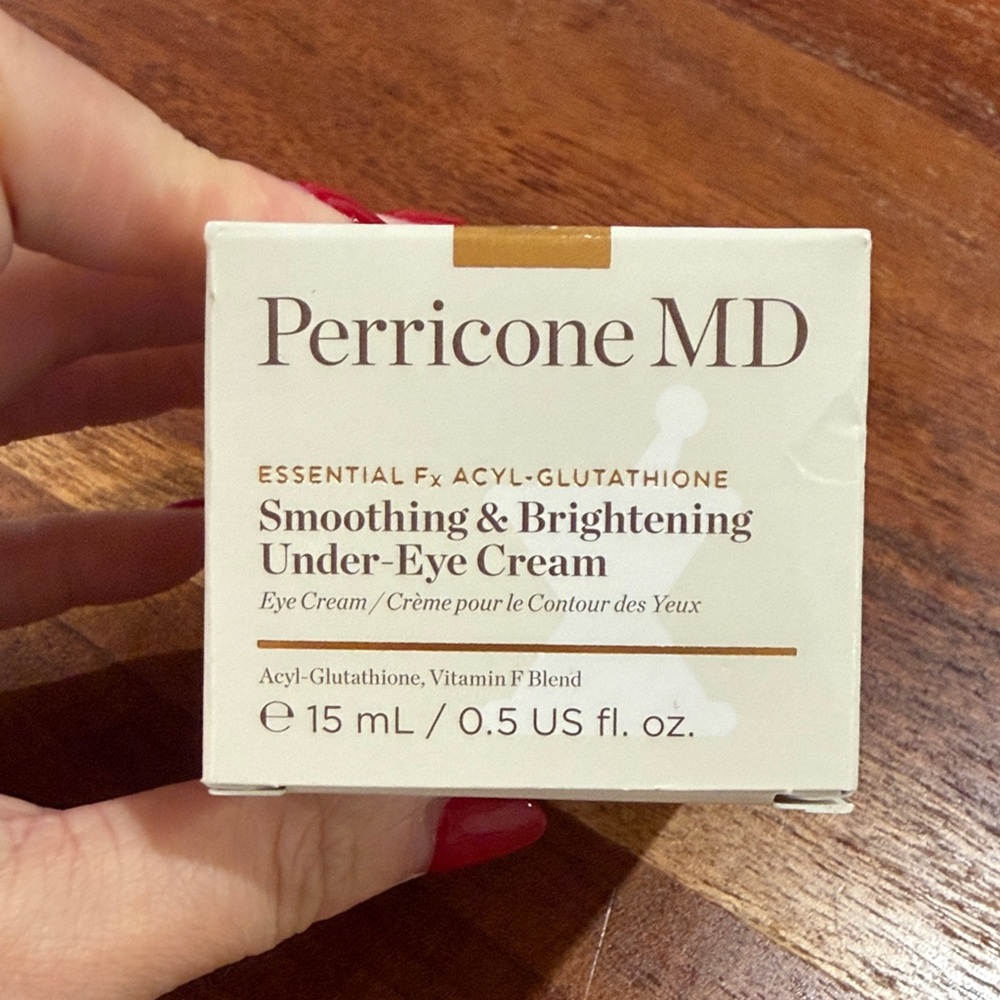 Perricone MD
ESSENTIAL Fx ACYL-GLUTATHIONE
Smoothing & Brightening
Under-Eye Cream
Eye Cream / Crème pour le Contour des Yeux
Acyl-Glutathione, Vitamin F Blend
℮ 15 mL / 0.5 US fl. oz.